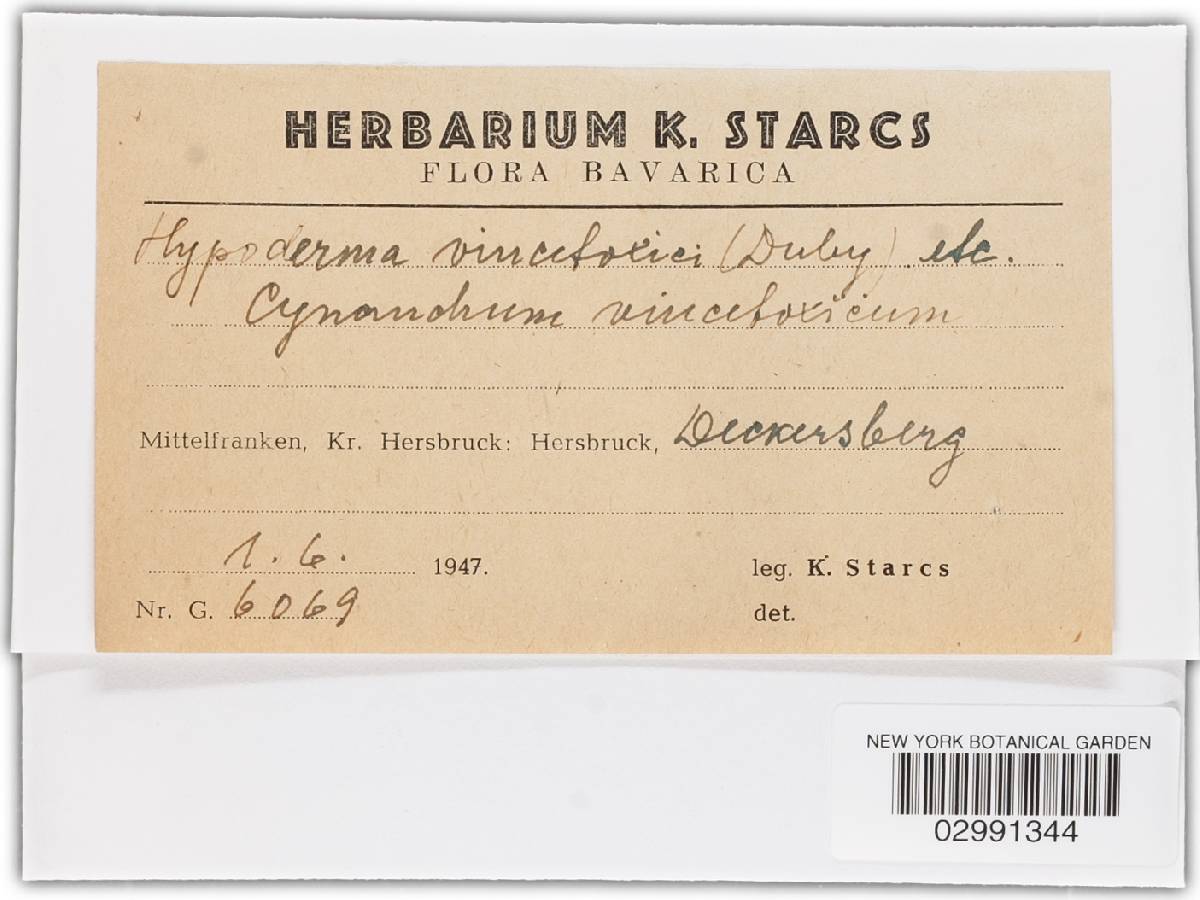 HERBARIUM K. STARCS
FLORA BAVARICA
Hypoderma vincetoxici (Duby) etc.
Cynandrum vincetoxicum
Mittelfranken, Kr. Hersbruck: Hersbruck, Deckersberg
1. 6. 1947. leg. K. Starcs
Nr. G. 6069 det.
NEW YORK BOTANICAL GARDEN
02991344